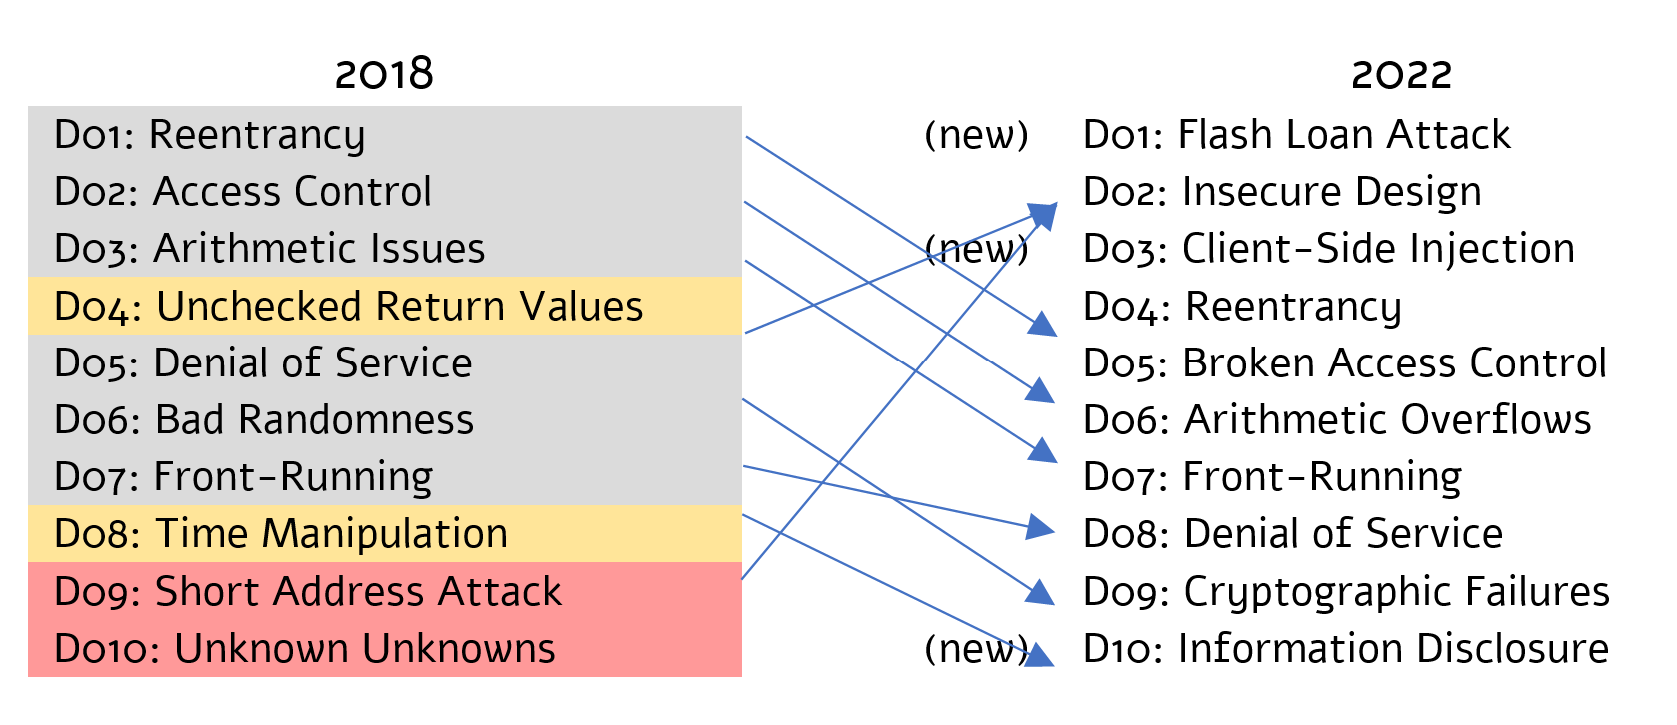 2018
D01: Reentrancy
D02: Access Control
D03: Arithmetic Issues
D04: Unchecked Return Values
D05: Denial of Service
D06: Bad Randomness
D07: Front-Running
D08: Time Manipulation
D09: Short Address Attack
D010: Unknown Unknowns
2022
(new) D01: Flash Loan Attack
D02: Insecure Design
(new) D03: Client-Side Injection
D04: Reentrancy
D05: Broken Access Control
D06: Arithmetic Overflows
D07: Front-Running
D08: Denial of Service
D09: Cryptographic Failures
(new) D10: Information Disclosure